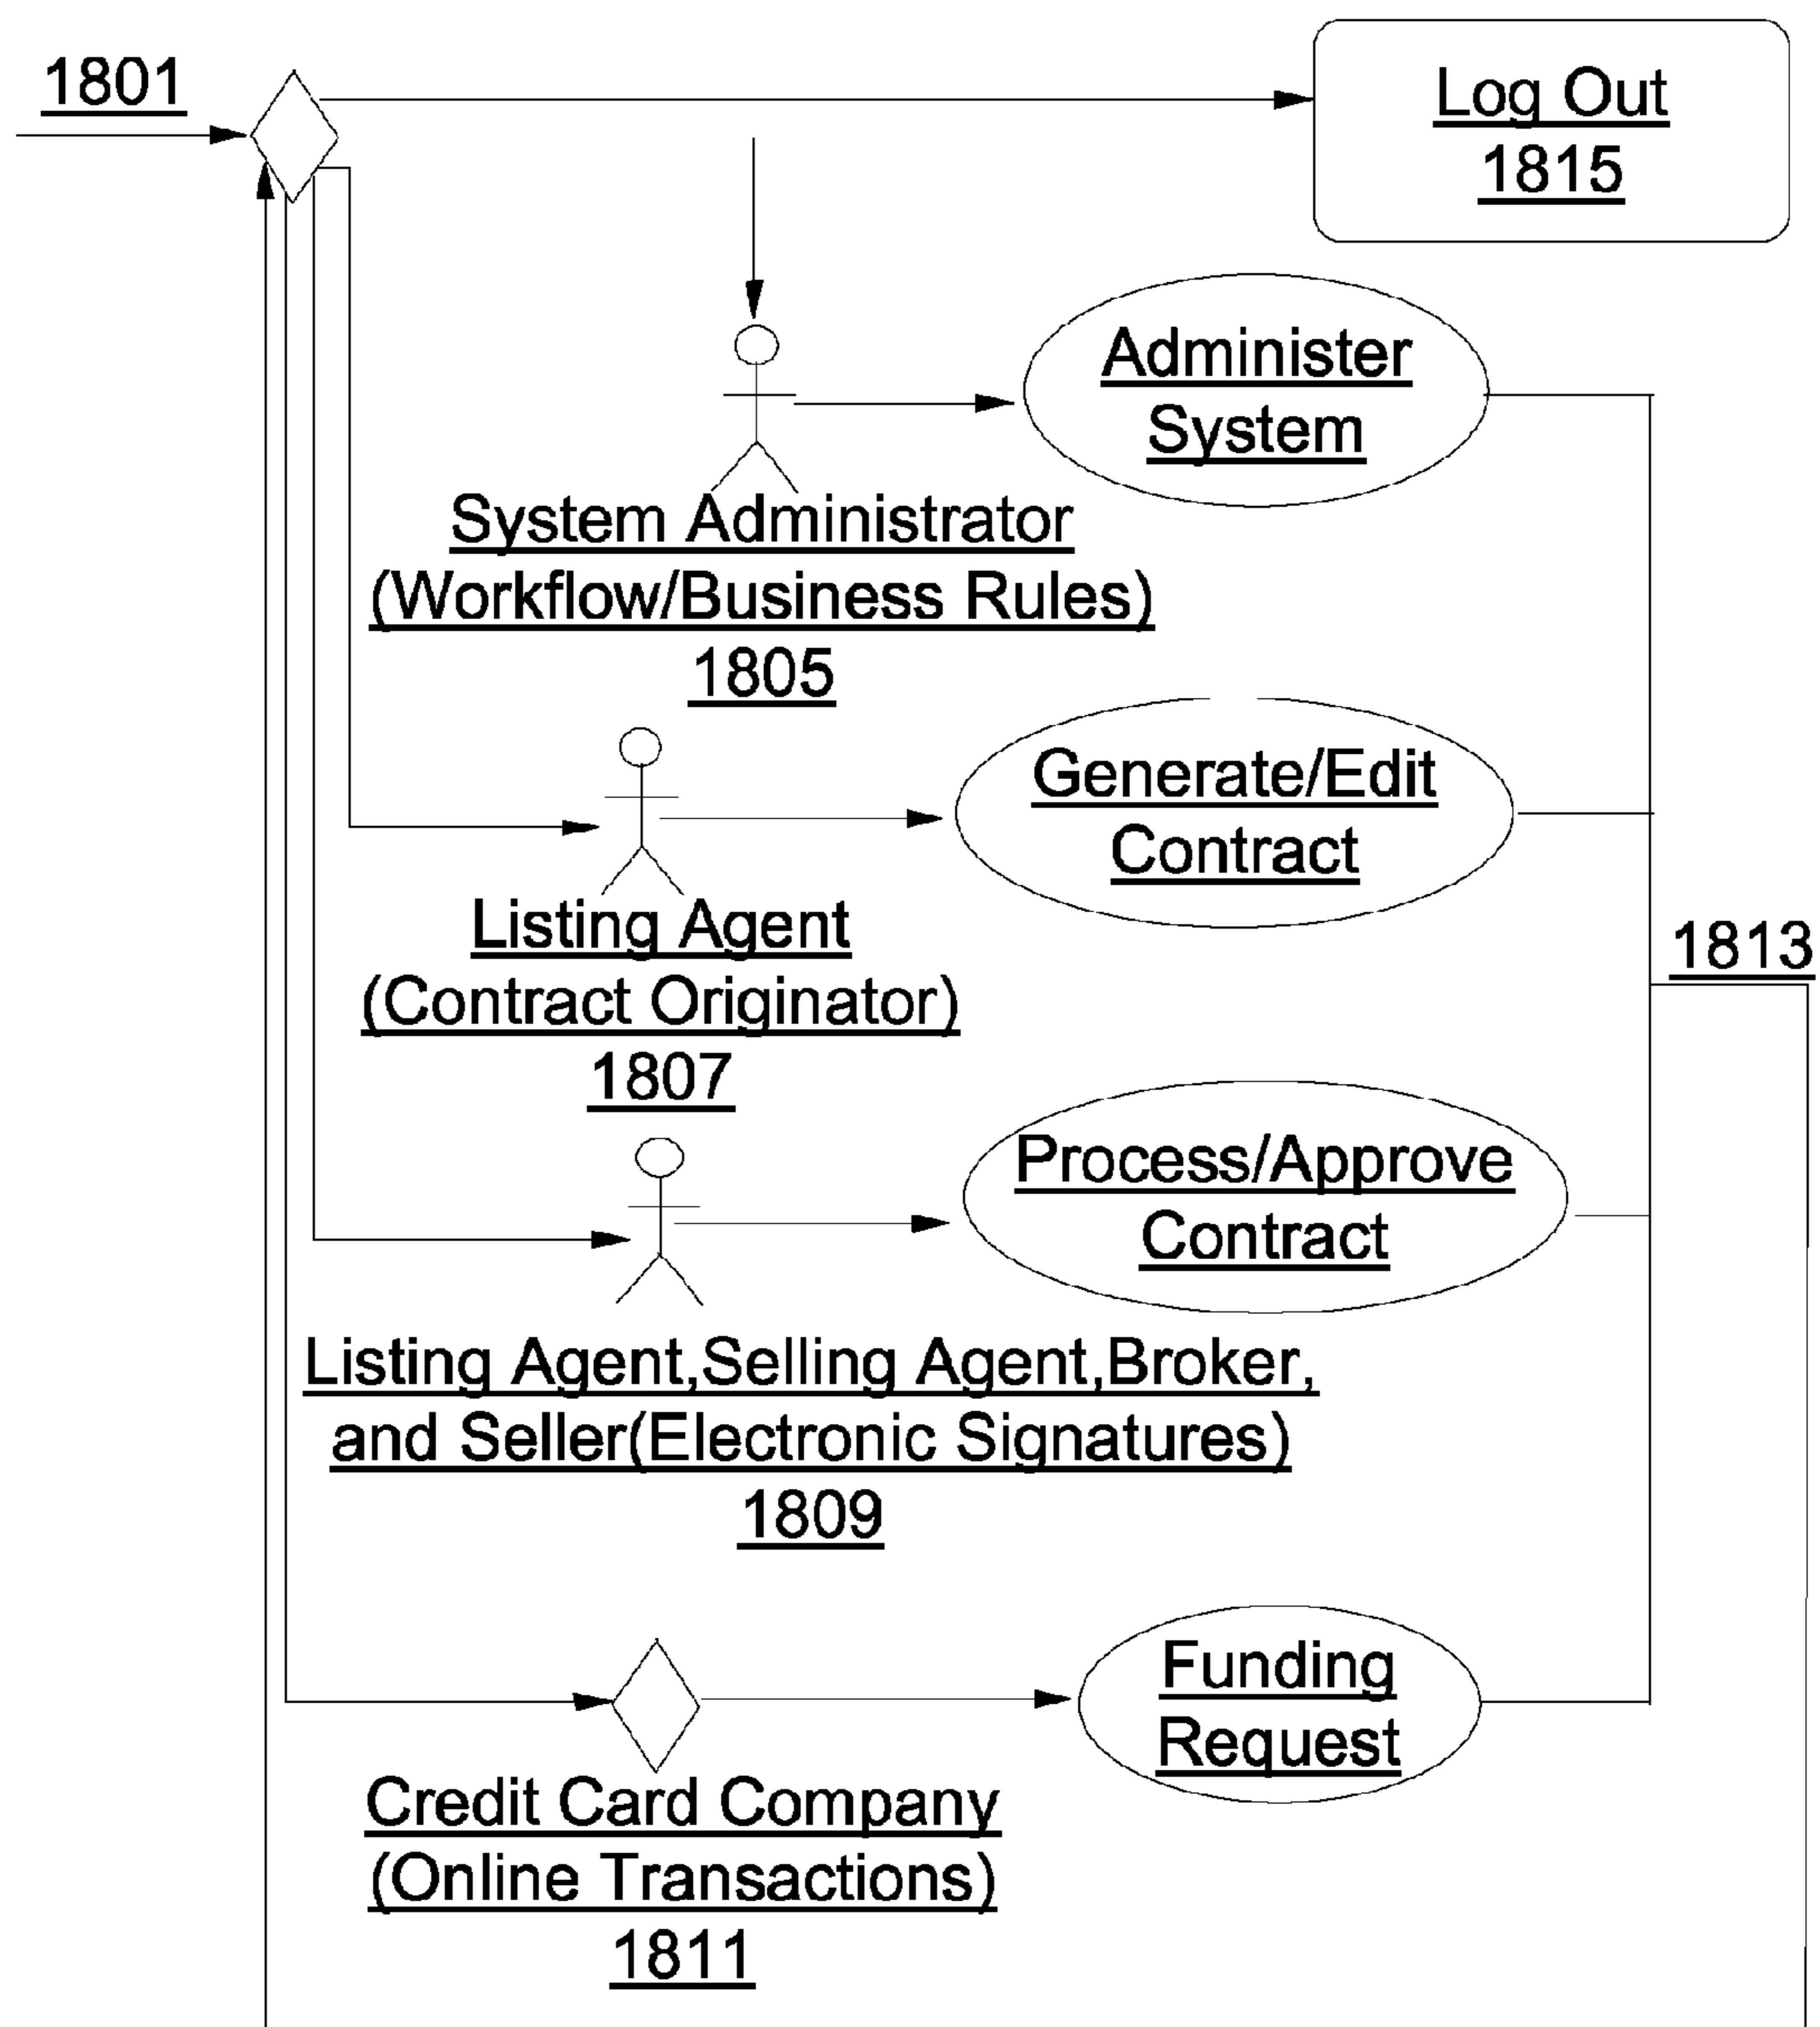 1801
Log Out
1815
Administer
System
System Administrator
(Workflow/Business Rules)
1805
Generate/Edit
Contract
Listing Agent
(Contract Originator)
1807
1813
Process/Approve
Contract
Listing Agent,Selling Agent,Broker,
and Seller(Electronic Signatures)
1809
Funding
Request
Credit Card Company
(Online Transactions)
1811